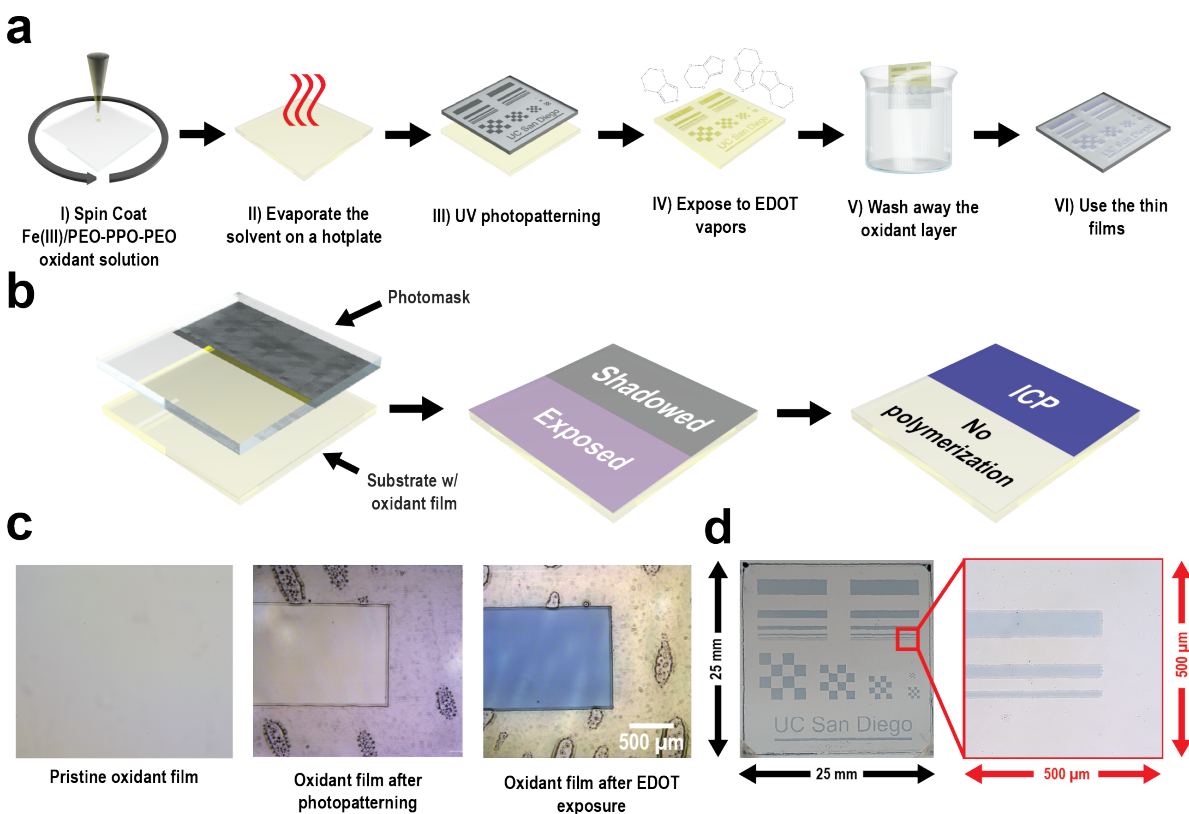 a
I) Spin Coat
Fe(III)/PEO-PPO-PEO
oxidant solution
II) Evaporate the
solvent on a hotplate
UC San Diego
III) UV photopatterning
UC San Diego
IV) Expose to EDOT
vapors
V) Wash away the
oxidant layer
UC San Diego
VI) Use the thin
films
b
Photomask
Substrate w/
oxidant film
Shadowed
Exposed
ICP
No
polymerization
c
Pristine oxidant film
Oxidant film after
photopatterning
500 µm
Oxidant film after EDOT
exposure
d
25 mm
UC San Diego
25 mm
500 µm
500 µm